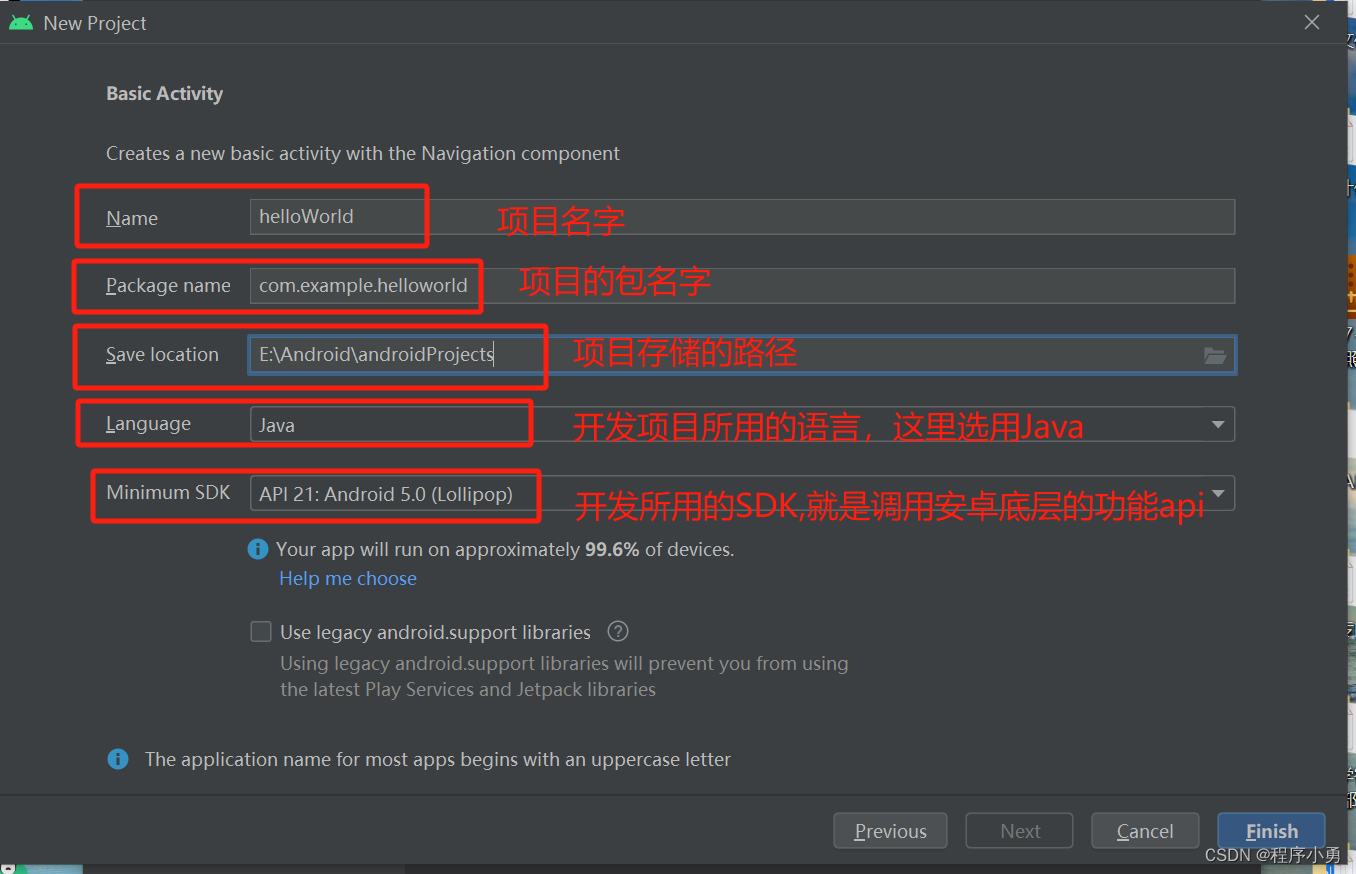 New Project
Basic Activity
Creates a new basic activity with the Navigation component
Name helloWorld 项目名字
Package name com.example.helloworld 项目的包名字
Save location E:\Android\androidProjects 项目存储的路径
Language Java 开发项目所用的语言，这里选用Java
Minimum SDK API 21: Android 5.0 (Lollipop) 开发所用的SDK,就是调用安卓底层的功能api
Your app will run on approximately 99.6% of devices.
Help me choose
Use legacy android.support libraries ?
Using legacy android.support libraries will prevent you from using
the latest Play Services and Jetpack libraries
The application name for most apps begins with an uppercase letter
Previous Next Cancel Finish
CSDN @程序小勇